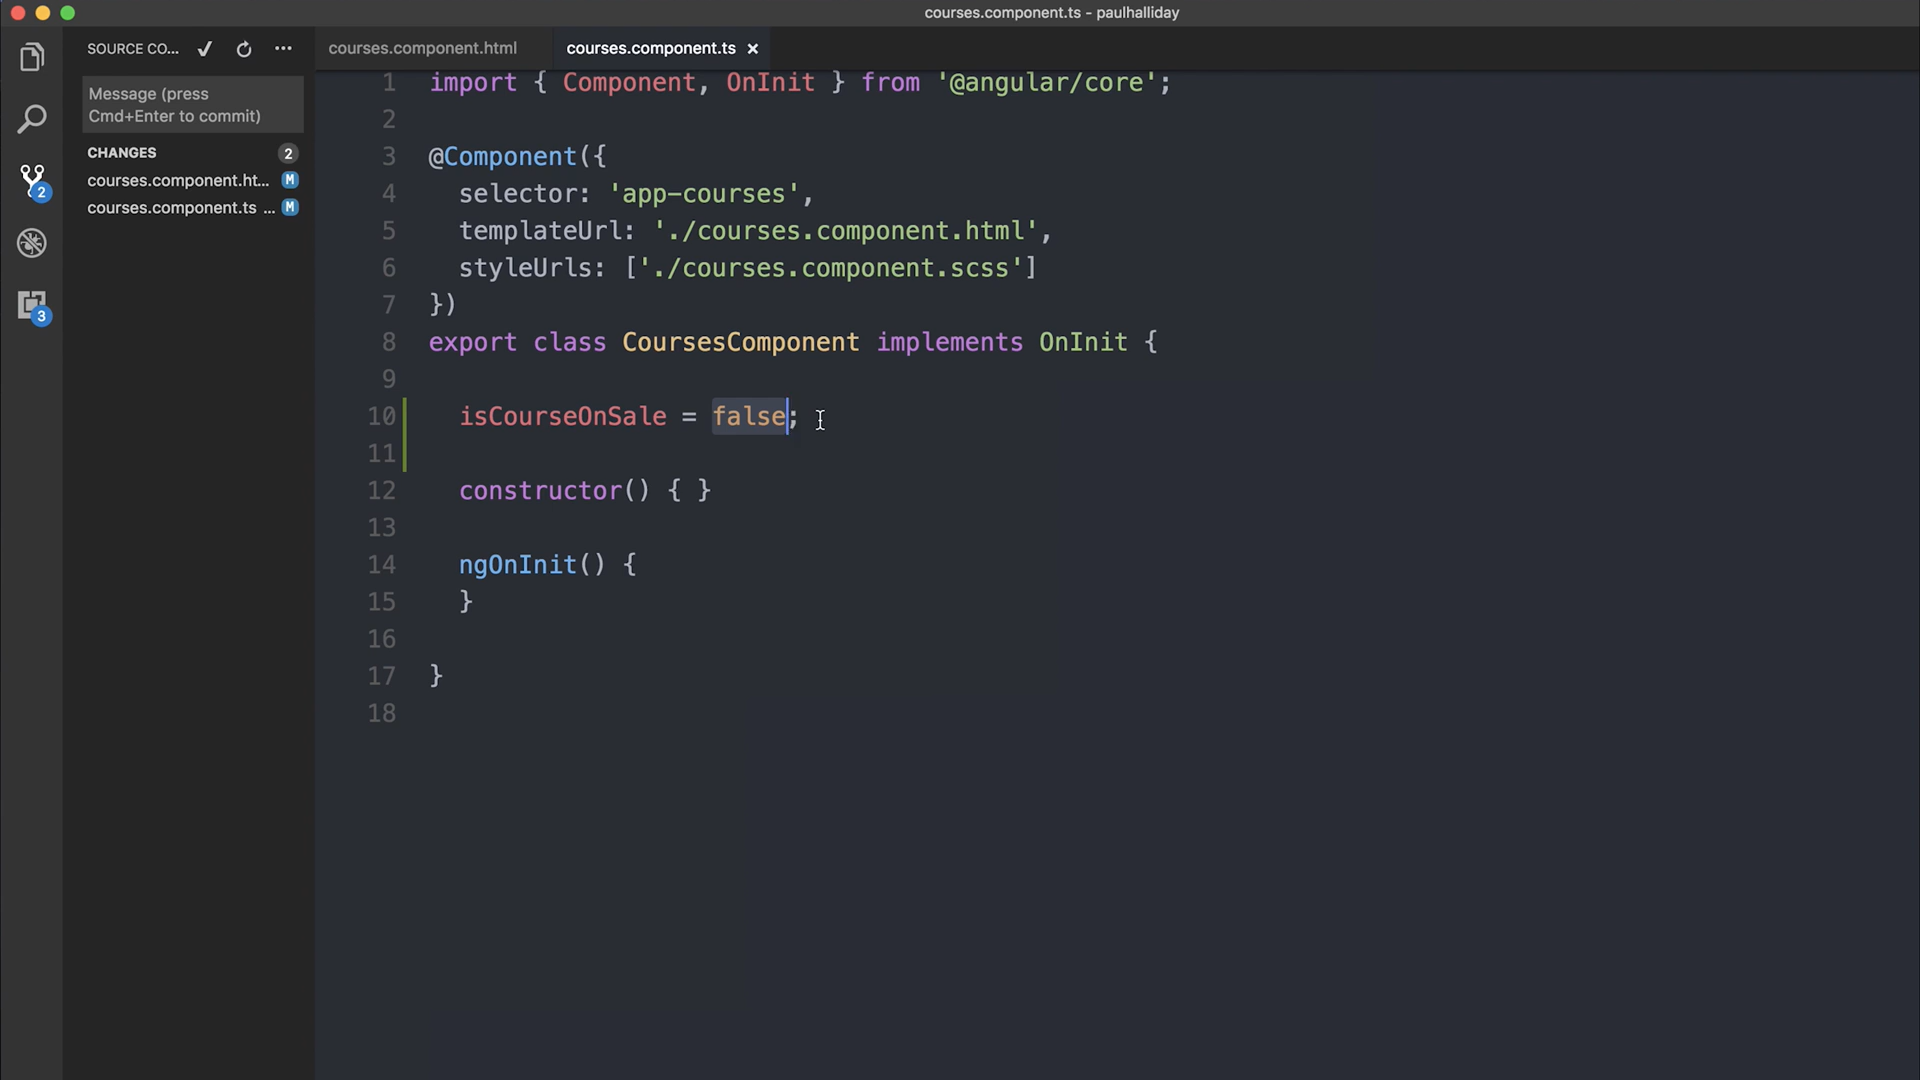 courses.component.ts - paulhalliday
SOURCE CO...
courses.component.html
courses.component.ts
Message (press
Cmd+Enter to commit)
CHANGES 2
courses.component.ht... M
courses.component.ts ... M
2
3
1 import { Component, OnInit } from '@angular/core';
2
3 @Component({
4 selector: 'app-courses',
5 templateUrl: './courses.component.html',
6 styleUrls: ['./courses.component.scss']
7 })
8 export class CoursesComponent implements OnInit {
9
10 isCourseOnSale = false;
11
12 constructor() { }
13
14 ngOnInit() {
15 }
16
17 }
18